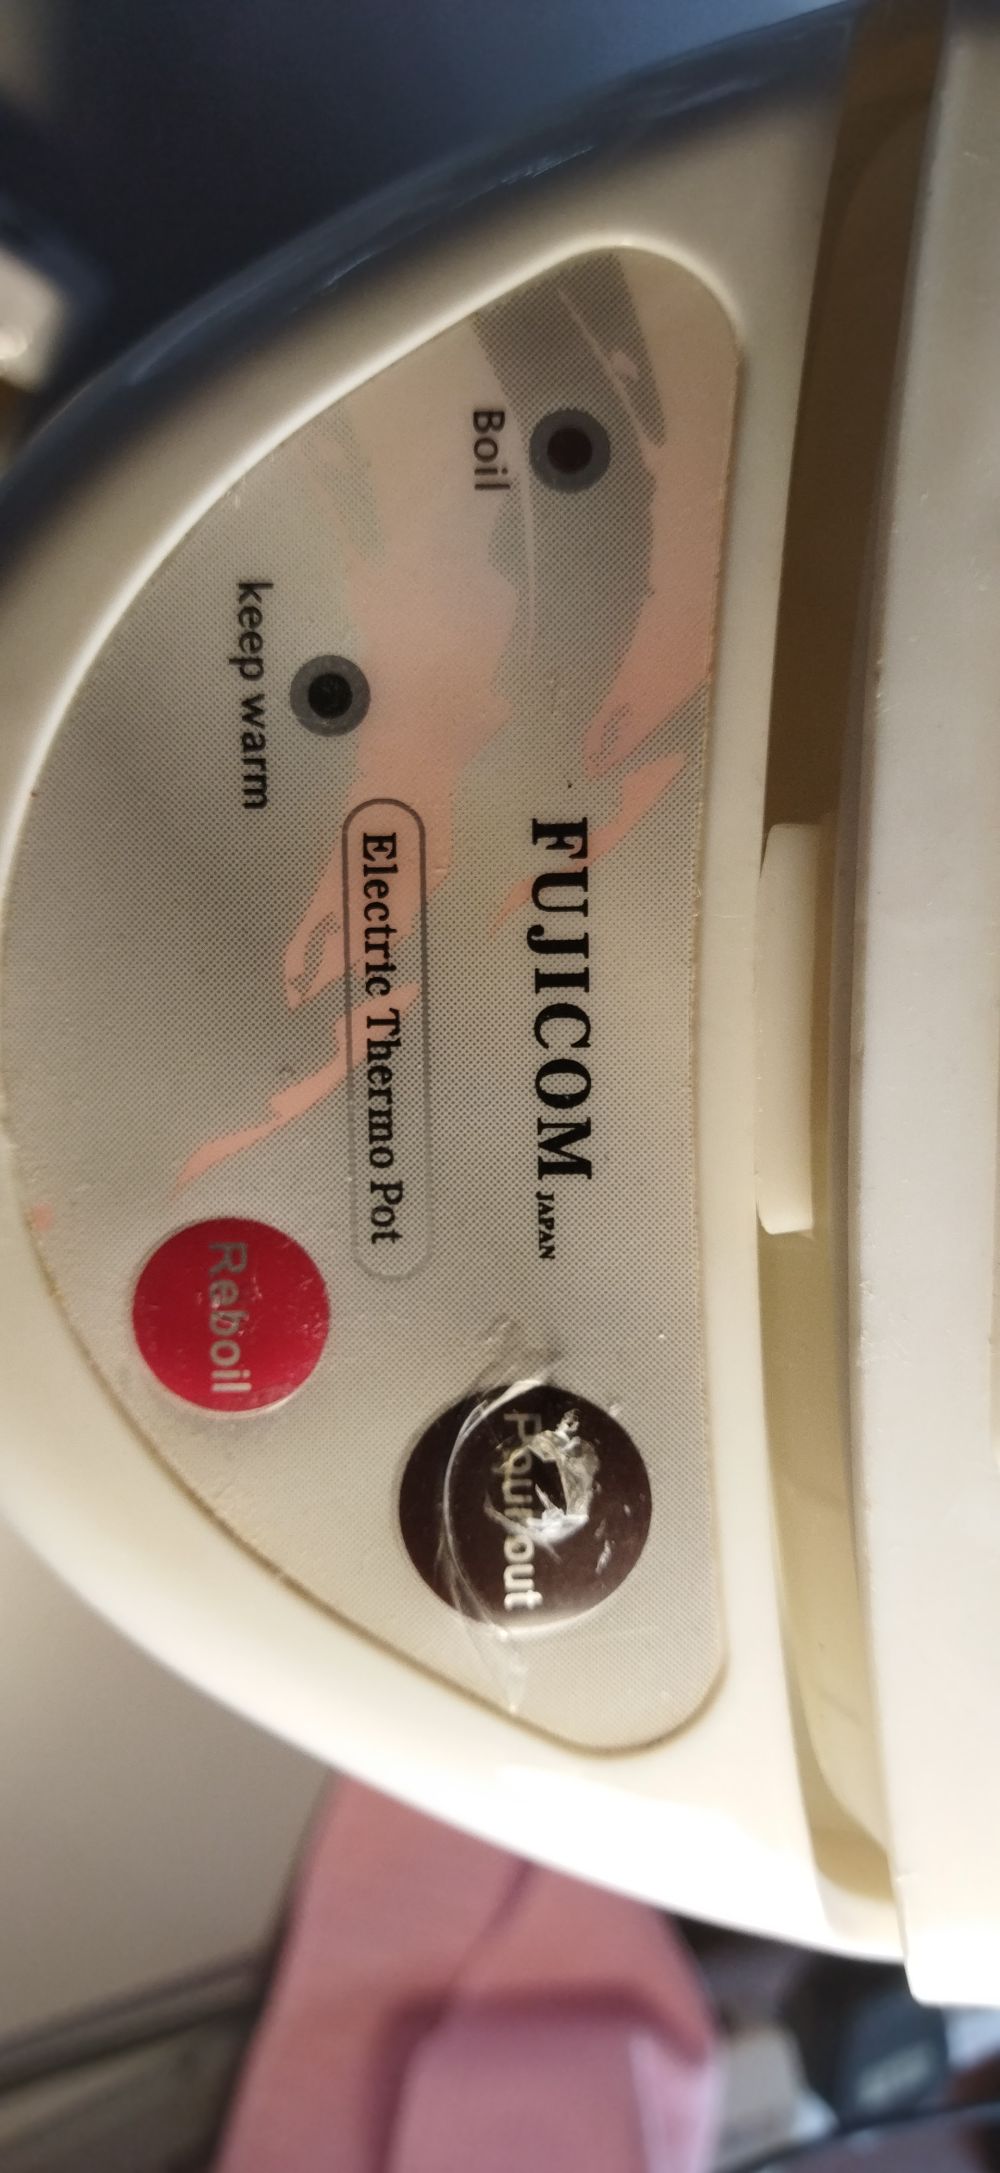 FUJICOM JAPAN
Electric Thermo Pot
Boil
keep warm
Reboil
Pour out